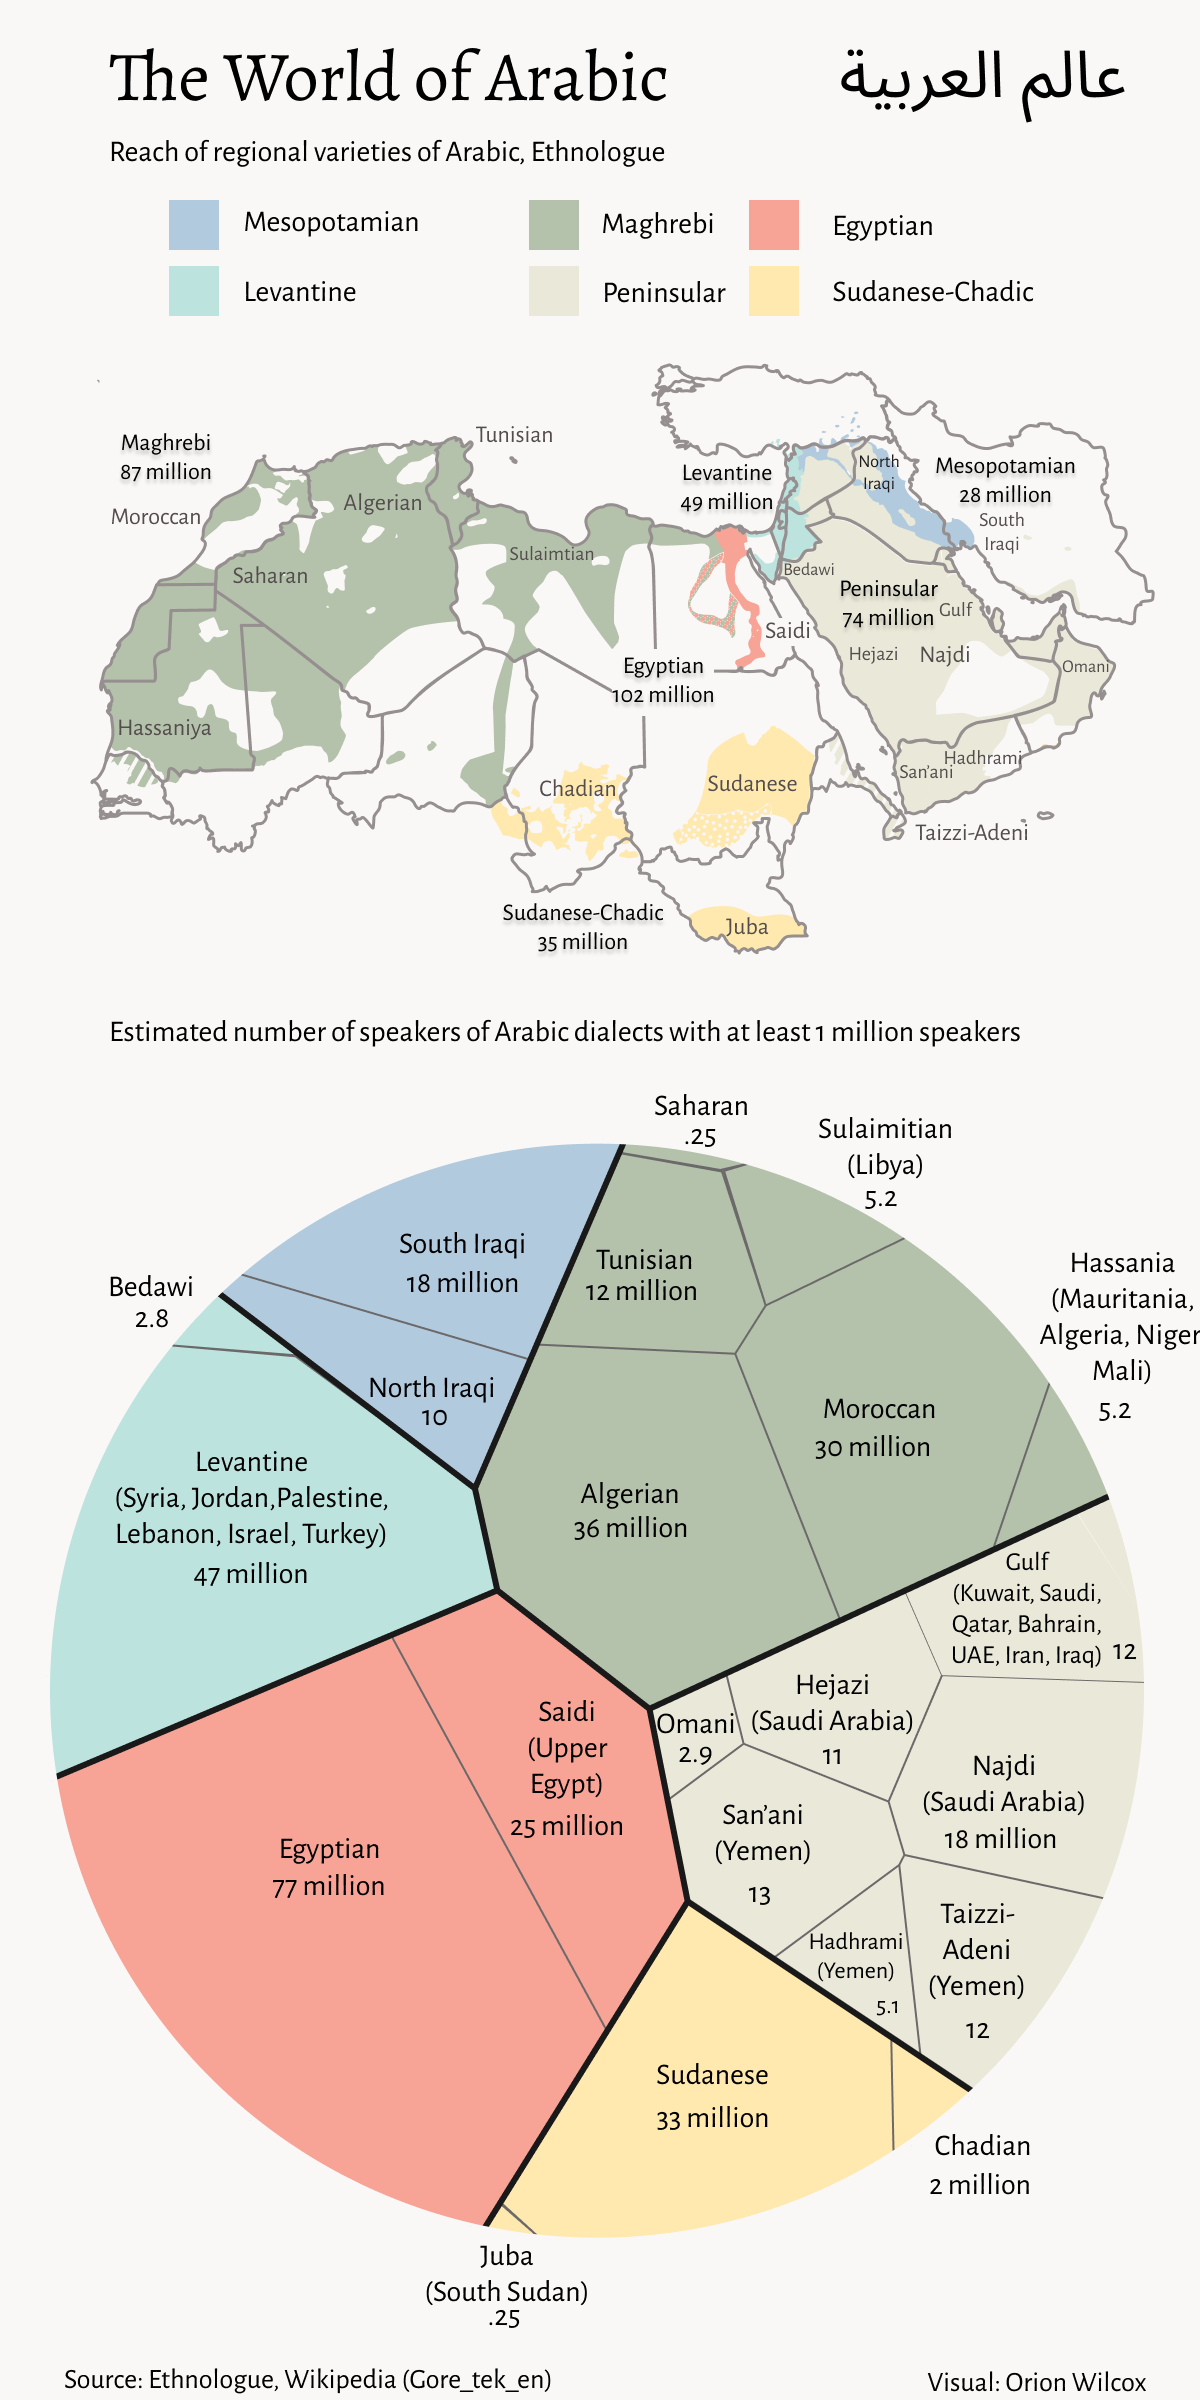 The World of Arabic
عالم العربية
Reach of regional varieties of Arabic, Ethnologue
Mesopotamian
Maghrebi
Egyptian
Levantine
Peninsular
Sudanese-Chadic
Maghrebi
87 million
Tunisian
Moroccan
Algerian
Saharan
Sulaimtian
Hassaniya
Levantine
49 million
North
Iraqi
Mesopotamian
28 million
South
Iraqi
Bedawi
Peninsular
74 million
Gulf
Saidi
Hejazi
Najdi
Omani
Egyptian
102 million
Hadhrami
San'ani
Taizzi-Adeni
Chadian
Sudanese
Sudanese-Chadic
35 million
Juba
Estimated number of speakers of Arabic dialects with at least 1 million speakers
Saharan
.25
Sulaimitian
(Libya)
5.2
South Iraqi
18 million
Tunisian
12 million
Hassania
(Mauritania,
Algeria, Niger
Mali)
5.2
Bedawi
2.8
North Iraqi
10
Moroccan
30 million
Levantine
(Syria, Jordan,Palestine,
Lebanon, Israel, Turkey)
47 million
Algerian
36 million
Gulf
(Kuwait, Saudi,
Qatar, Bahrain,
UAE, Iran, Iraq)
12
Hejazi
(Saudi Arabia)
11
Omani
2.9
Saidi
(Upper
Egypt)
25 million
Najdi
(Saudi Arabia)
18 million
San'ani
(Yemen)
13
Egyptian
77 million
Hadhrami
(Yemen)
5.1
Taizzi-
Adeni
(Yemen)
12
Sudanese
33 million
Chadian
2 million
Juba
(South Sudan)
.25
Source: Ethnologue, Wikipedia (Gore_tek_en)
Visual: Orion Wilcox